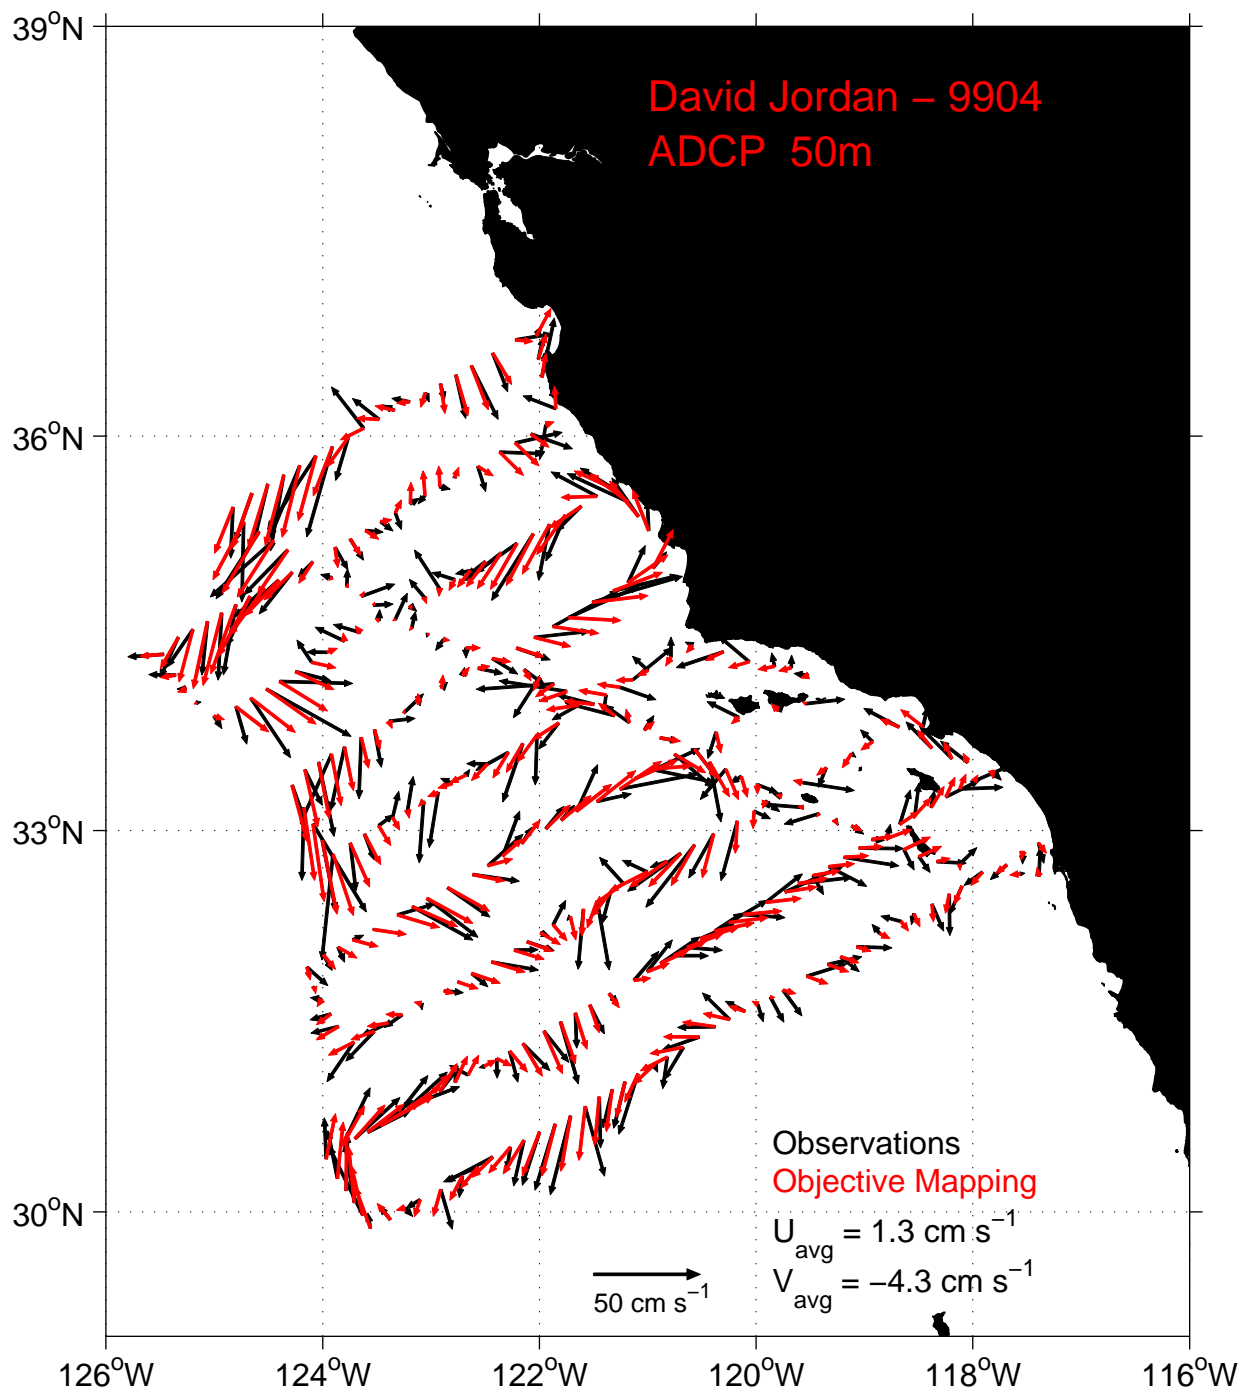 39°N
David Jordan – 9904
ADCP 50m
36°N
33°N
Observations
Objective Mapping
30°N
U_avg = 1.3 cm s⁻¹
50 cm s⁻¹
V_avg = −4.3 cm s⁻¹
126°W 124°W 122°W 120°W 118°W 116°W